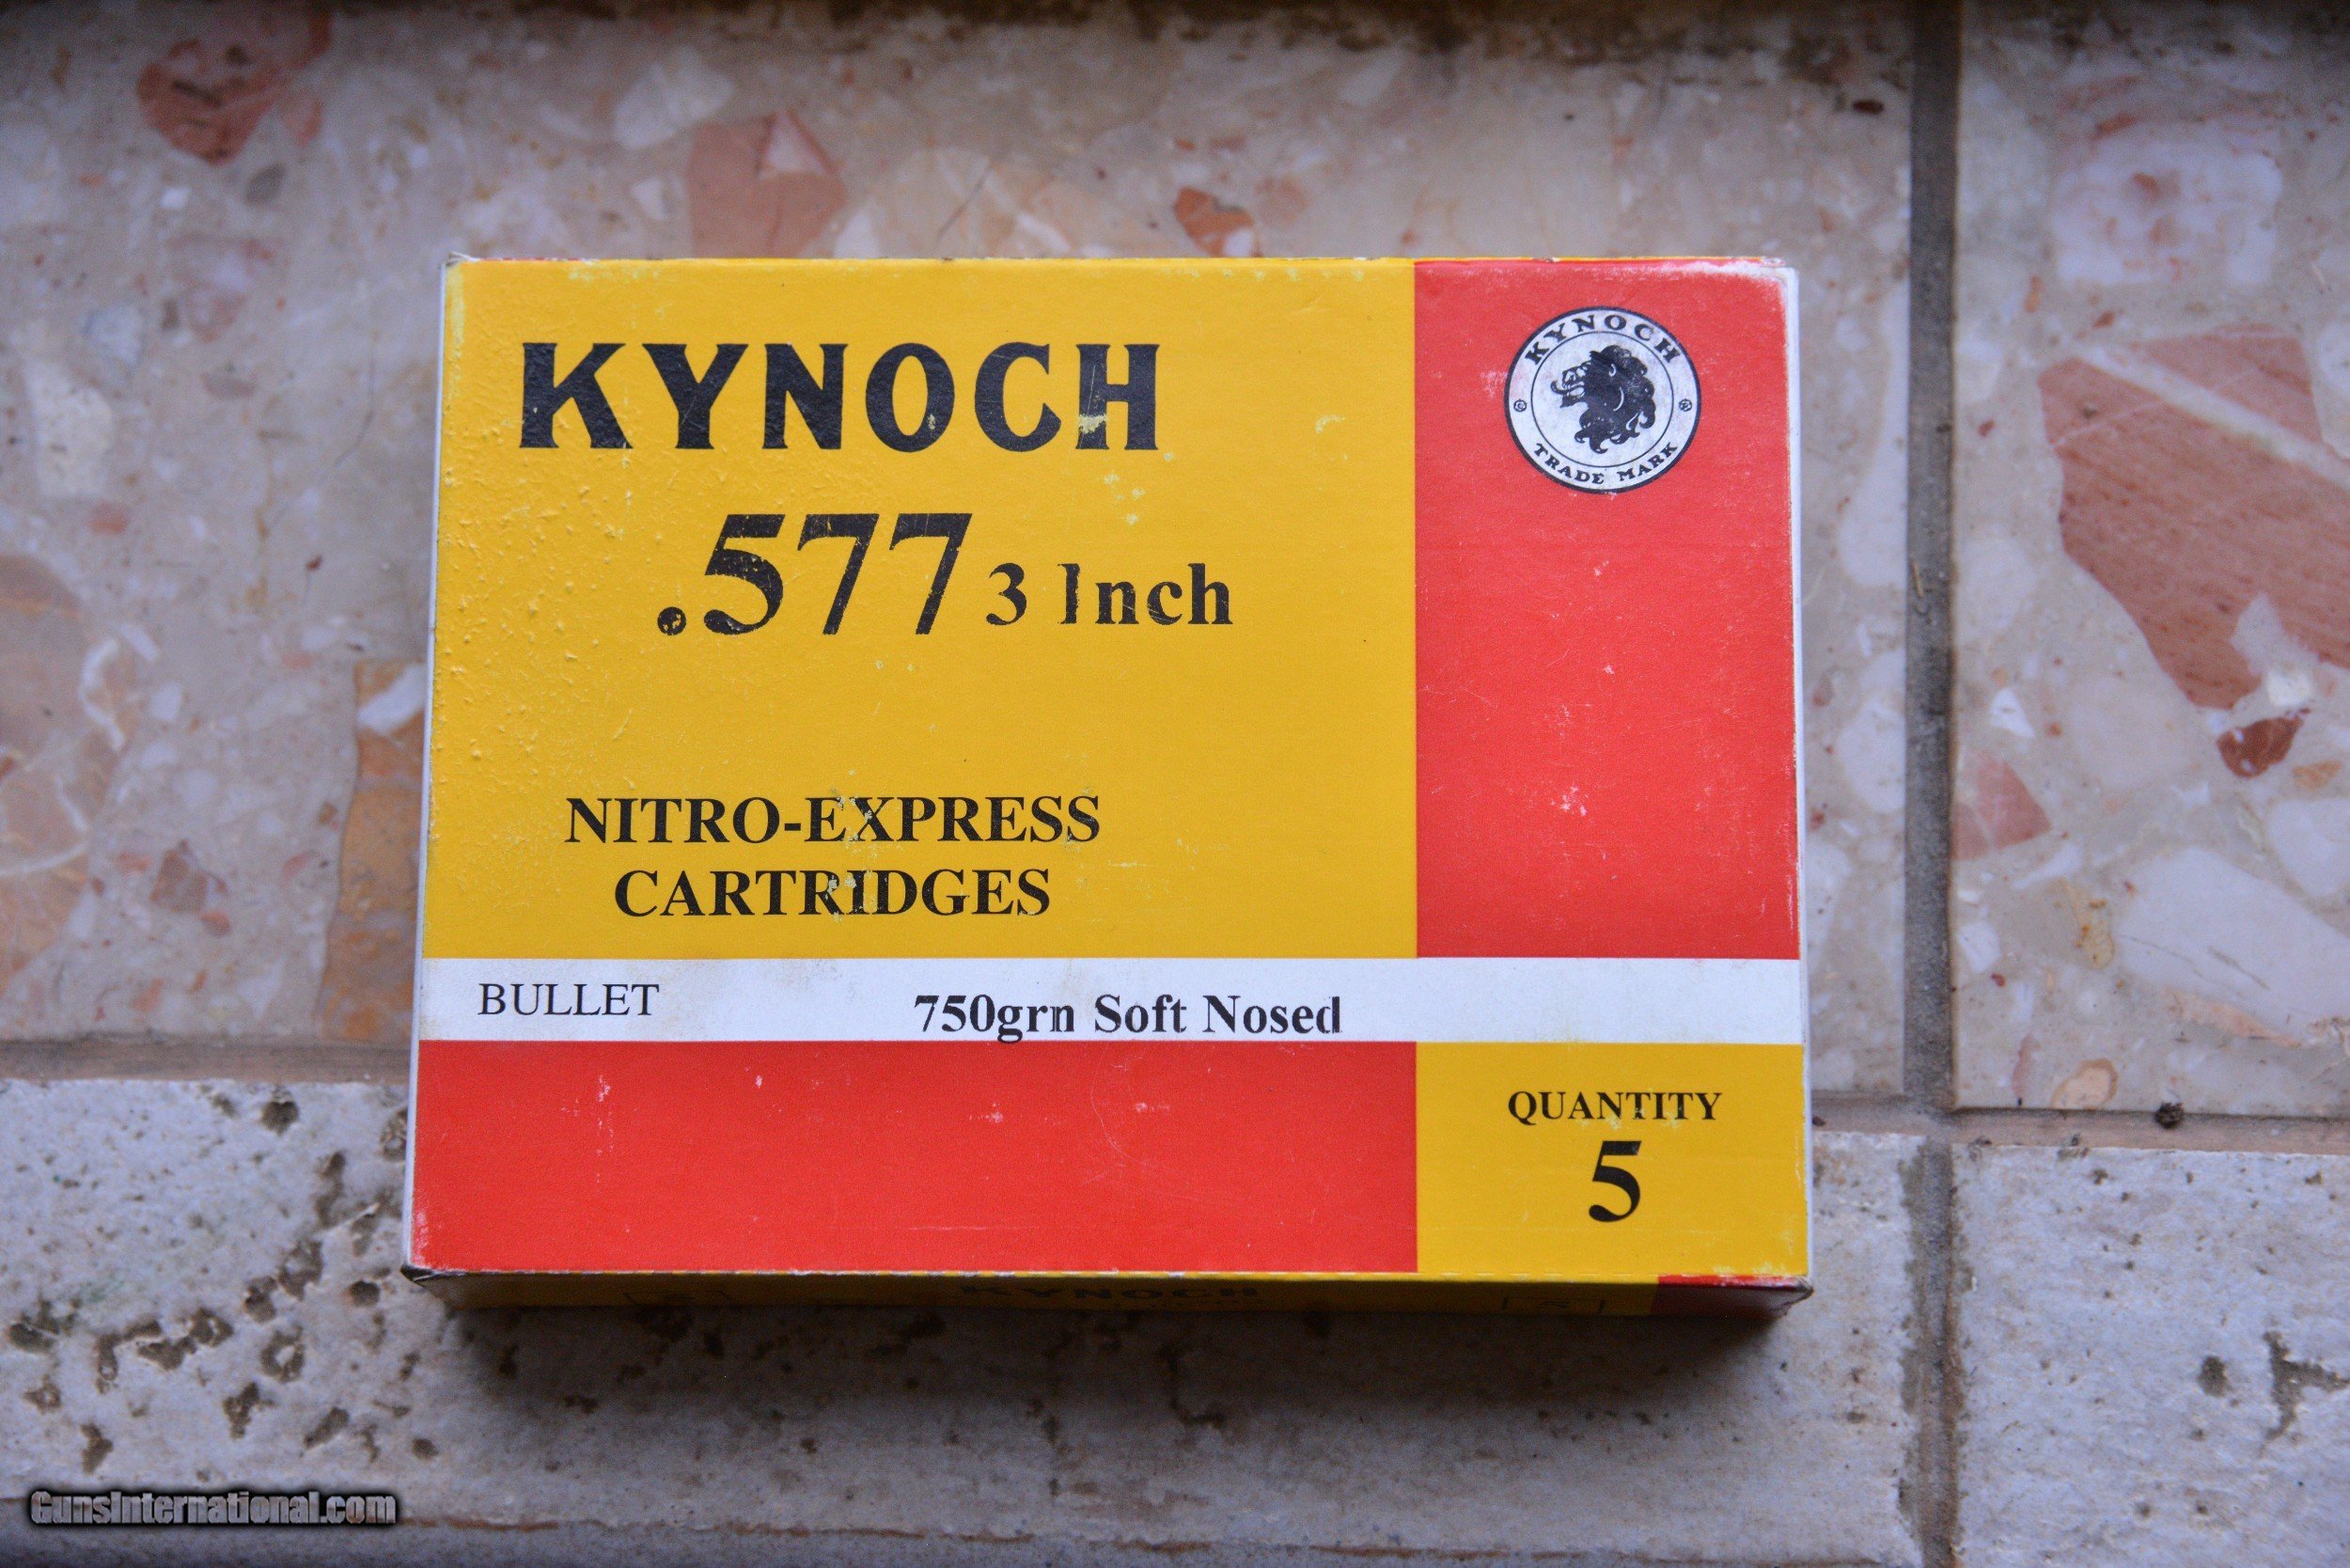 KYNOCH
KYNOCH
TRADE MARK
.577 3 Inch
NITRO-EXPRESS
CARTRIDGES
BULLET 750grn Soft Nosed
QUANTITY
5
KYNOCH
GunsInternational.com